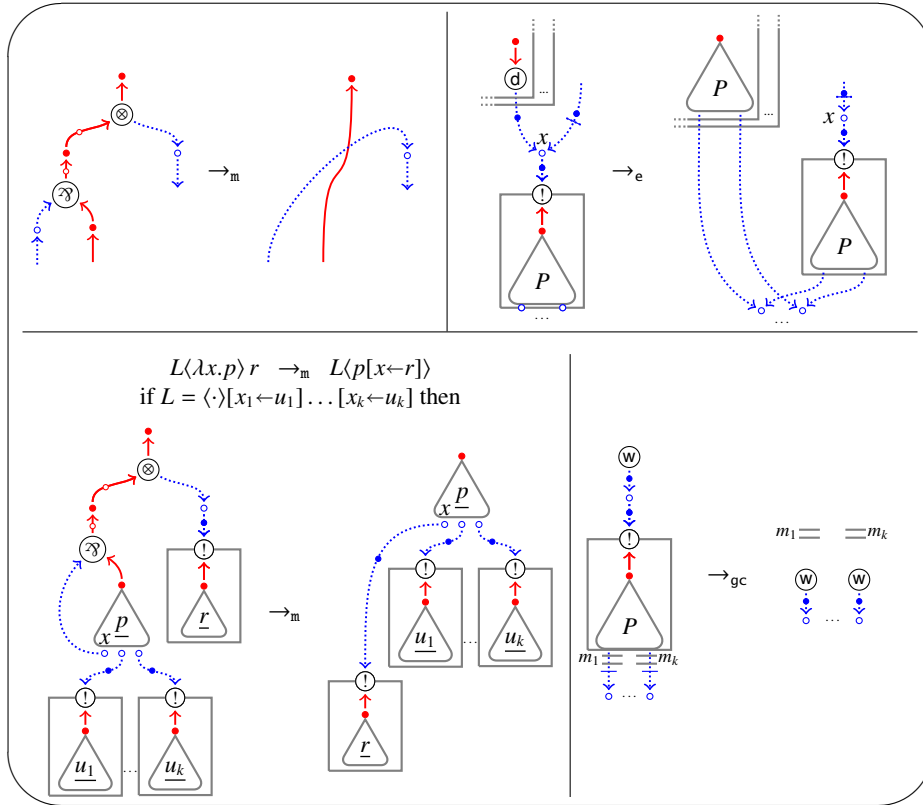 ⊗
→m
⅋
d
...
x
→e
!
P
...
P
x
!
P
...
L⟨λx.p⟩ r →m L⟨p[x←r]⟩
if L = ⟨·⟩[x1←u1] . . . [xk←uk] then
⊗
⅋
!
x p
r
! !
u1 ... uk
→m
x p
! !
u1 ... uk
!
r
w
!
P
m1 mk
...
→gc
m1 mk
w w
...